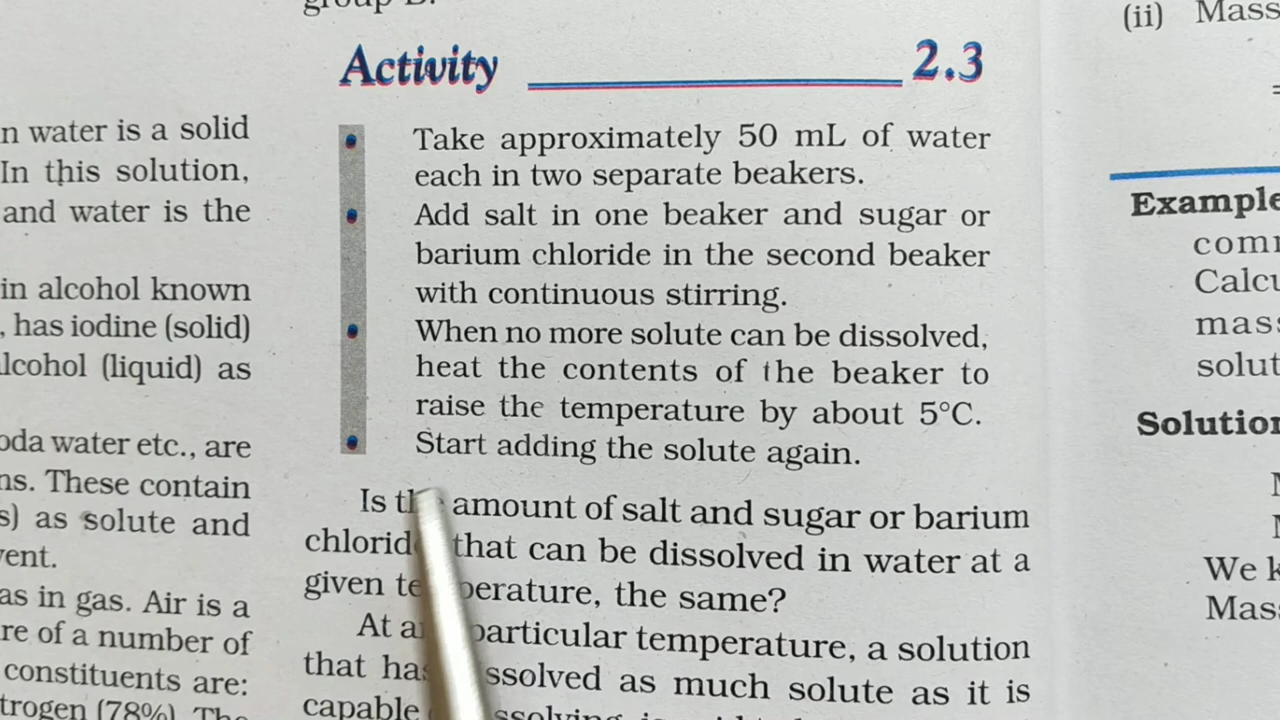 group B.
Activity 2.3
Take approximately 50 mL of water
each in two separate beakers.
Add salt in one beaker and sugar or
barium chloride in the second beaker
with continuous stirring.
When no more solute can be dissolved,
heat the contents of the beaker to
raise the temperature by about 5°C.
Start adding the solute again.
Is the amount of salt and sugar or barium
that can be dissolved in water at a
given the same?
At particular temperature, a solution
that dissolved as much solute as it is
capable
n water is a solid
In this solution,
and water is the
in alcohol known
, has iodine (solid)
lcohol (liquid) as
oda water etc., are
ns. These contain
s) as solute and
vent.
as in gas. Air is a
re of a number of
constituents are:
trogen (78%). The
(ii) Mass
=
Example
Calcu
mass
solut
Solution
We k
Mass